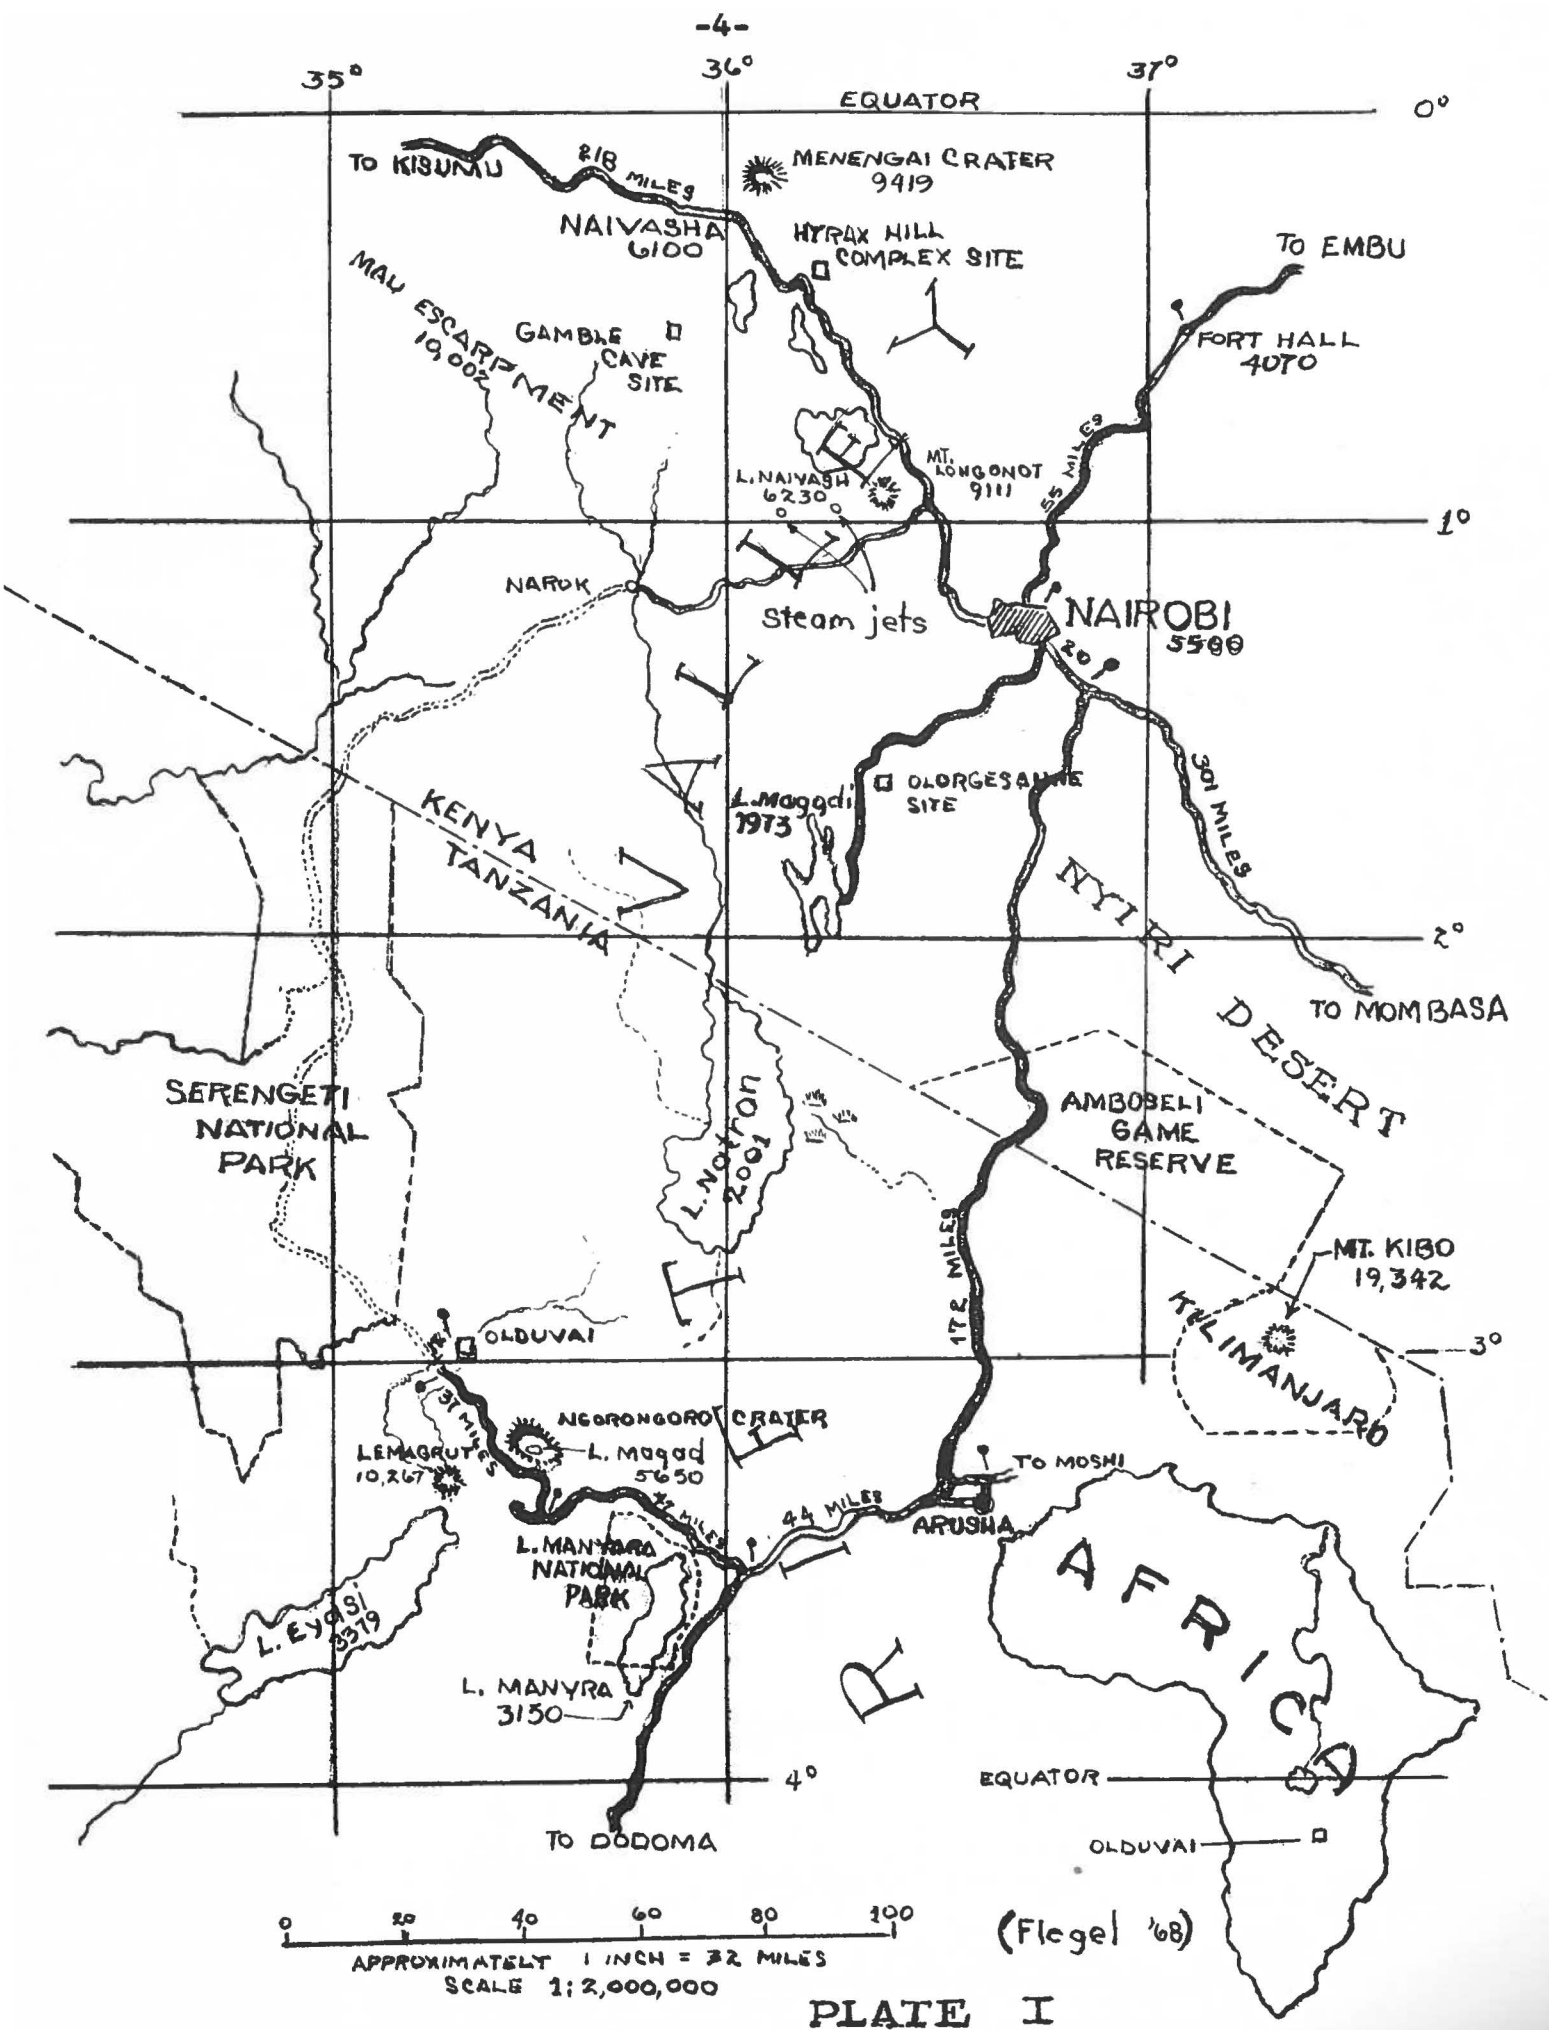 -4-
35°
36°
37°
EQUATOR
0°
TO KISUMU
218
MILES
MENENGAI CRATER
9419
NAIVASHA
6100
HYRAX HILL
COMPLEX SITE
TO EMBU
MAU ESCARPMENT
10,002
GAMBLE
CAVE
SITE
FORT HALL
4070
55 MILES
MT.
LONGONOT
9111
L. NAIVASH
6230
1°
NAROK
Steam jets
NAIROBI
20
301 MILES
OLORGESAILIE
SITE
L. Magadi
1973
KENYA
TANZANIA
NYIRI DESERT
2°
TO MOMBASA
SERENGETI
NATIONAL
PARK
L. Natron
2001
AMBOSELI
GAME
RESERVE
172 MILES
MT. KIBO
19,342
KILIMANJARO
OLDUVAI
3°
37 MILES
NGORONGORO CRATER
L. Magad
5650
LEMAGRUT
10,267
TO MOSHI
MILES
44 MILES
ARUSHA
L. MANYARA
NATIONAL
PARK
L. Eyasi
3379
L. MANYRA
3150
RIFT VALLEY
4°
TO DODOMA
AFRICA
EQUATOR
OLDUVAI
0 20 40 60 80 100
APPROXIMATELY 1 INCH = 32 MILES
SCALE 1:2,000,000
(Flegel '68)
PLATE I